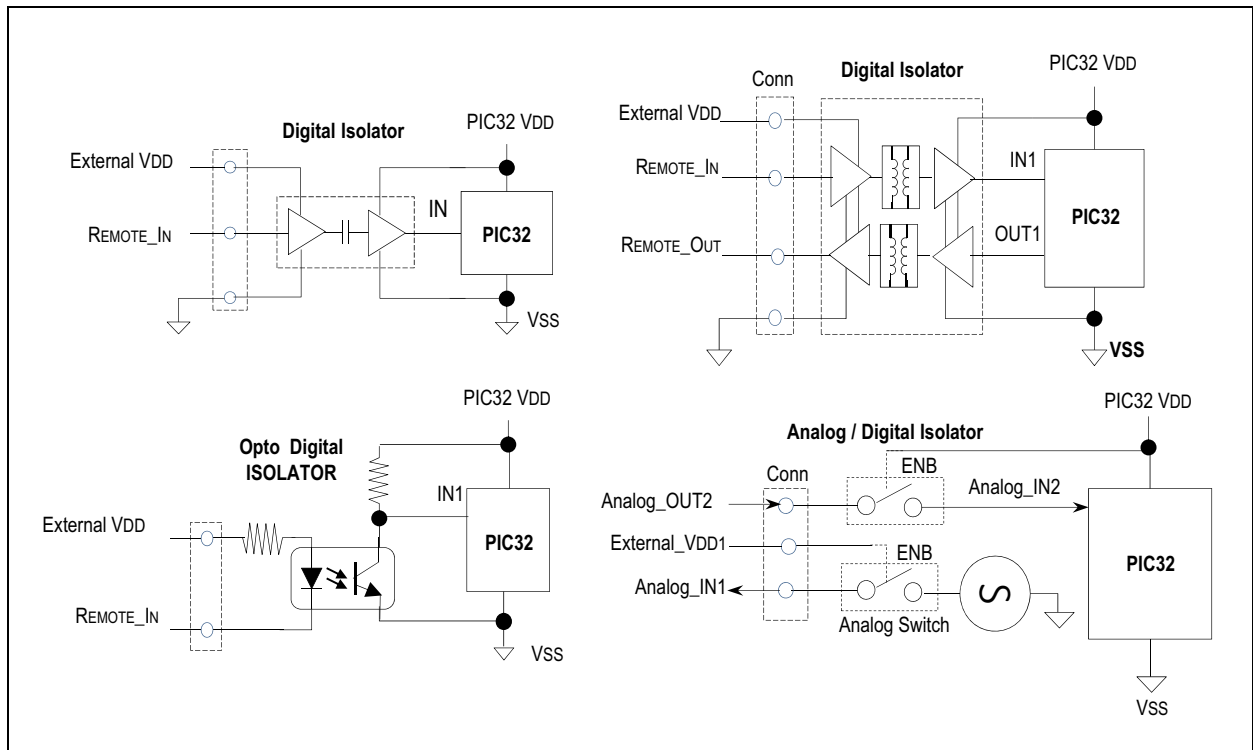 Digital Isolator
PIC32 VDD
External VDD
REMOTE_IN
IN
PIC32
VSS
Conn
Digital Isolator
PIC32 VDD
External VDD
REMOTE_IN
IN1
PIC32
REMOTE_OUT
OUT1
VSS
PIC32 VDD
Opto Digital
ISOLATOR
IN1
External VDD
PIC32
REMOTE_IN
VSS
PIC32 VDD
Analog / Digital Isolator
Conn
ENB
Analog_OUT2
Analog_IN2
External_VDD1
ENB
PIC32
Analog_IN1
S
Analog Switch
VSS